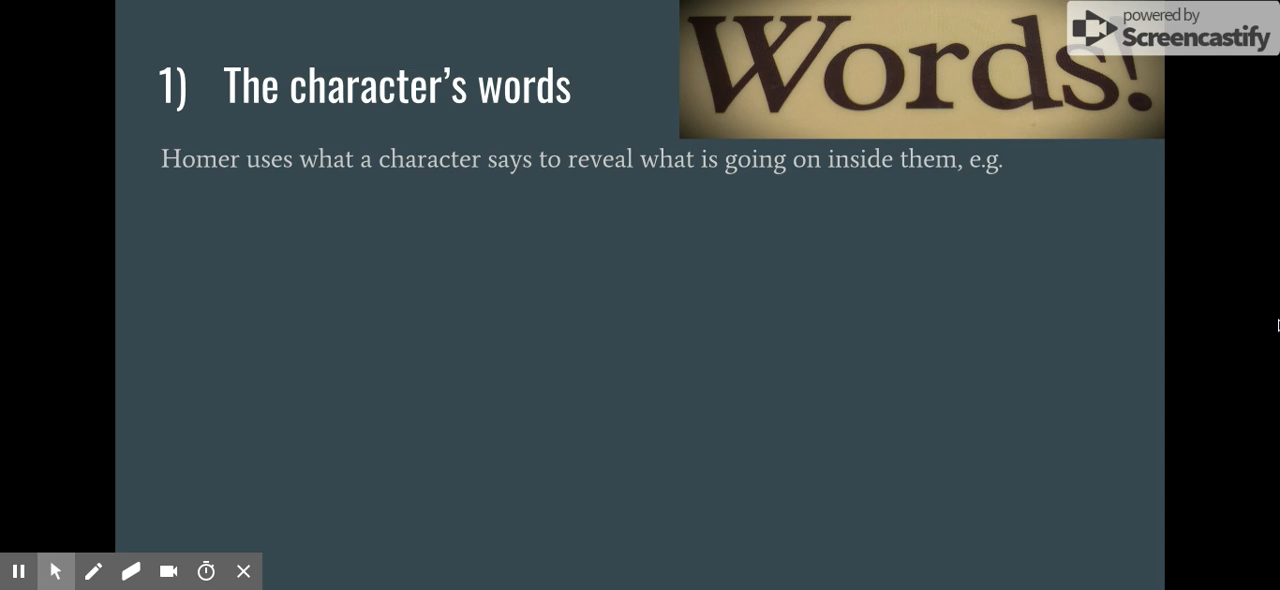 Words!
powered by
Screencastify
1) The character's words
Homer uses what a character says to reveal what is going on inside them, e.g.